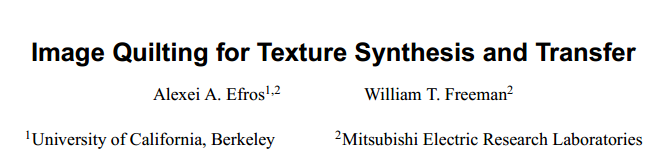 Image Quilting for Texture Synthesis and Transfer
Alexei A. Efros1,2 William T. Freeman2
1University of California, Berkeley 2Mitsubishi Electric Research Laboratories